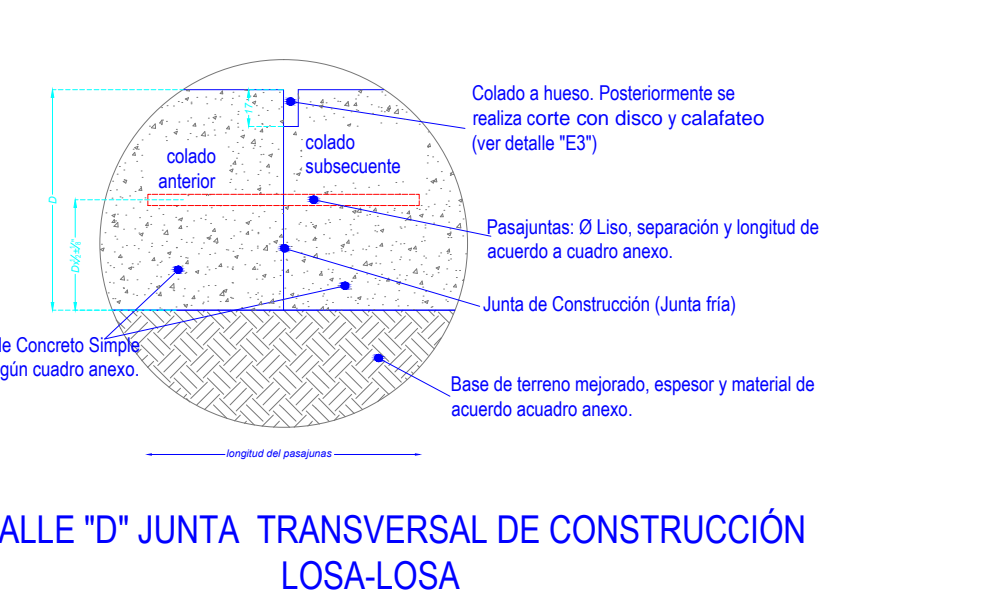 Colado a hueso. Posteriormente se
realiza corte con disco y calafateo
(ver detalle "E3")
colado
anterior
colado
subsecuente
D
Pasajuntas: Ø Liso, separación y longitud de
acuerdo a cuadro anexo.
Junta de Construcción (Junta fría)
de Concreto Simple
gún cuadro anexo.
Base de terreno mejorado, espesor y material de
acuerdo acuadro anexo.
longitud del pasajunas
ALLE "D" JUNTA TRANSVERSAL DE CONSTRUCCIÓN
LOSA-LOSA